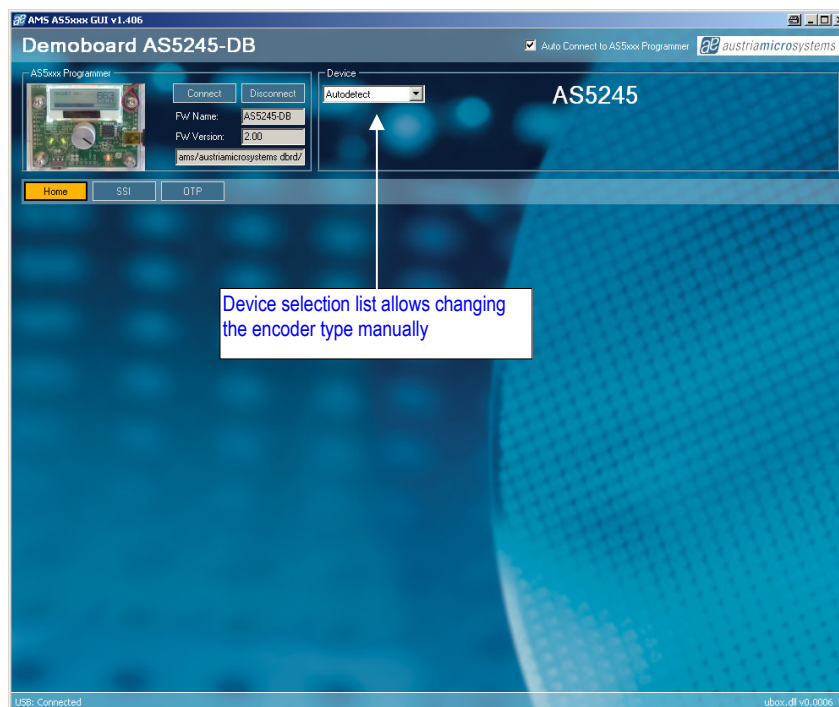 AMS AS5xxx GUI v1.406
Demoboard AS5245-DB
Auto Connect to AS5xxx Programmer
austriamicrosystems
AS5xxx Programmer
Connect
Disconnect
FW Name:
AS5245-DB
FW Version:
2.00
ams/austriamicrosystems dbrd/
Device
Autodetect
AS5245
Home
SSI
OTP
Device selection list allows changing
the encoder type manually
USB: Connected
ubox.dll v0.0006